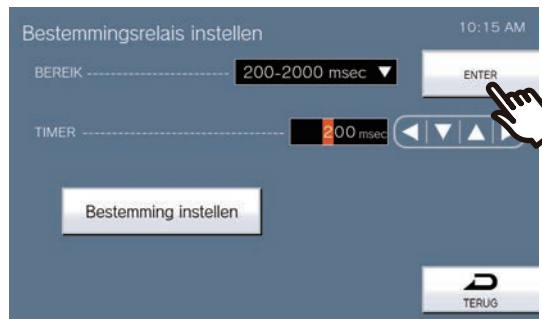 Bestemmingsrelais instellen 10:15 AM
BEREIK 200-2000 msec ▼ ENTER
TIMER 200 msec
Bestemming instellen
TERUG